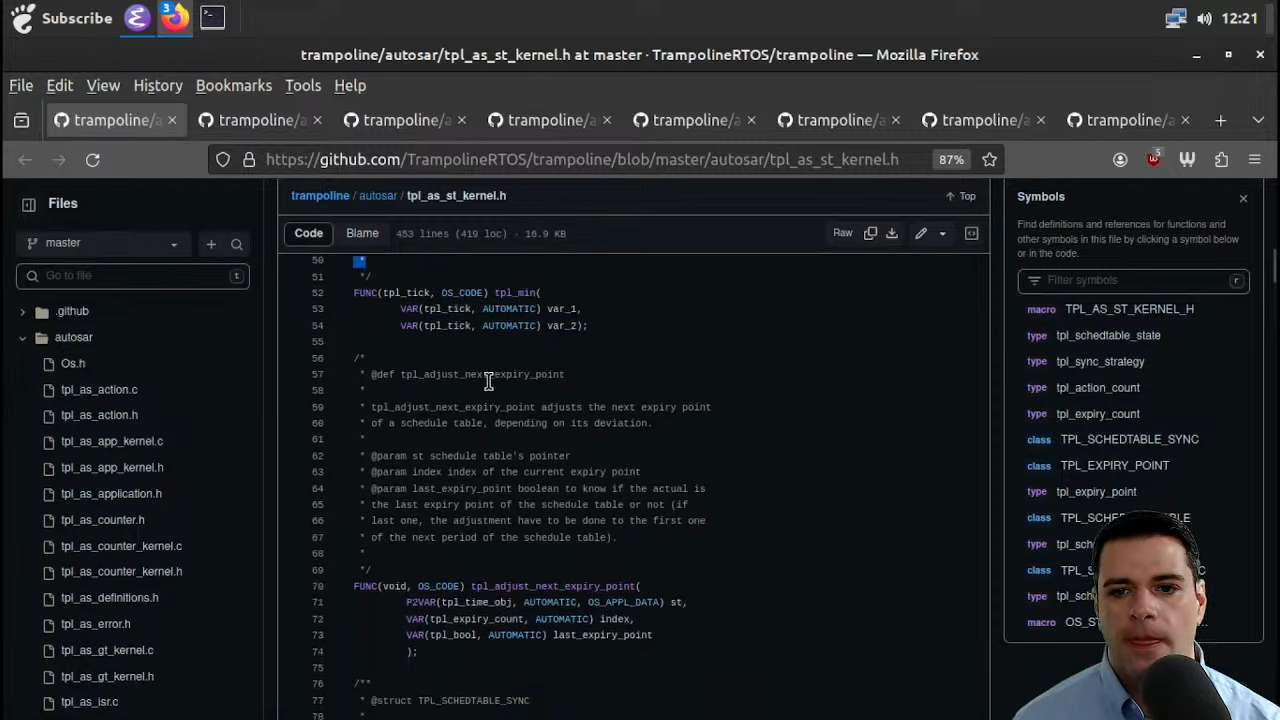 Subscribe
3
12:21
trampoline/autosar/tpl_as_st_kernel.h at master · TrampolineRTOS/trampoline — Mozilla Firefox
File Edit View History Bookmarks Tools Help
trampoline/a trampoline/a trampoline/a trampoline/a trampoline/a trampoline/a trampoline/a trampoline/a
https://github.com/TrampolineRTOS/trampoline/blob/master/autosar/tpl_as_st_kernel.h 87% 5
Files
master
Go to file t
.github
autosar
Os.h
tpl_as_action.c
tpl_as_action.h
tpl_as_app_kernel.c
tpl_as_app_kernel.h
tpl_as_application.h
tpl_as_counter.h
tpl_as_counter_kernel.c
tpl_as_counter_kernel.h
tpl_as_definitions.h
tpl_as_error.h
tpl_as_gt_kernel.c
tpl_as_gt_kernel.h
tpl_as_isr.c
trampoline / autosar / tpl_as_st_kernel.h Top
Code Blame 453 lines (419 loc) · 16.9 KB Raw
50 *
51 */
52 FUNC(tpl_tick, OS_CODE) tpl_min(
53 VAR(tpl_tick, AUTOMATIC) var_1,
54 VAR(tpl_tick, AUTOMATIC) var_2);
55
56 /*
57 * @def tpl_adjust_next_expiry_point
58 *
59 * tpl_adjust_next_expiry_point adjusts the next expiry point
60 * of a schedule table, depending on its deviation.
61 *
62 * @param st schedule table's pointer
63 * @param index index of the current expiry point
64 * @param last_expiry_point boolean to know if the actual is
65 * the last expiry point of the schedule table or not (if
66 * last one, the adjustment have to be done to the first one
67 * of the next period of the schedule table).
68 *
69 */
70 FUNC(void, OS_CODE) tpl_adjust_next_expiry_point(
71 P2VAR(tpl_time_obj, AUTOMATIC, OS_APPL_DATA) st,
72 VAR(tpl_expiry_count, AUTOMATIC) index,
73 VAR(tpl_bool, AUTOMATIC) last_expiry_point
74 );
75
76 /**
77 * @struct TPL_SCHEDTABLE_SYNC
78 *
Symbols
Find definitions and references for functions and
other symbols in this file by clicking a symbol below
or in the code.
Filter symbols r
macro TPL_AS_ST_KERNEL_H
type tpl_schedtable_state
type tpl_sync_strategy
type tpl_action_count
type tpl_expiry_count
class TPL_SCHEDTABLE_SYNC
class TPL_EXPIRY_POINT
type tpl_expiry_point
class
type
class
type
macro